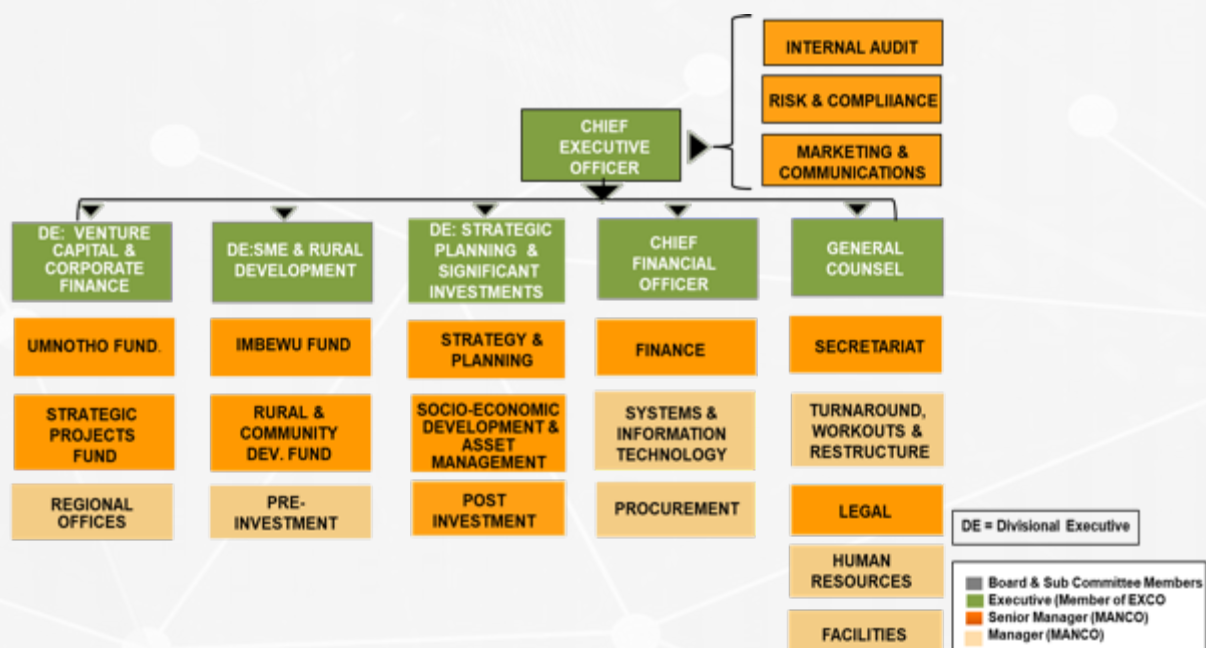 INTERNAL AUDIT
RISK & COMPLIIANCE
MARKETING &
COMMUNICATIONS
CHIEF
EXECUTIVE
OFFICER
DE: VENTURE
CAPITAL &
CORPORATE
FINANCE
UMNOTHO FUND.
STRATEGIC
PROJECTS
FUND
REGIONAL
OFFICES
DE:SME & RURAL
DEVELOPMENT
IMBEWU FUND
RURAL &
COMMUNITY
DEV. FUND
PRE-
INVESTMENT
DE: STRATEGIC
PLANNING &
SIGNIFICANT
INVESTMENTS
STRATEGY &
PLANNING
SOCIO-ECONOMIC
DEVELOPMENT &
ASSET
MANAGEMENT
POST
INVESTMENT
CHIEF
FINANCIAL
OFFICER
FINANCE
SYSTEMS &
INFORMATION
TECHNOLOGY
PROCUREMENT
GENERAL
COUNSEL
SECRETARIAT
TURNAROUND,
WORKOUTS &
RESTRUCTURE
LEGAL
HUMAN
RESOURCES
FACILITIES
DE = Divisional Executive
Board & Sub Committee Members
Executive (Member of EXCO
Senior Manager (MANCO)
Manager (MANCO)